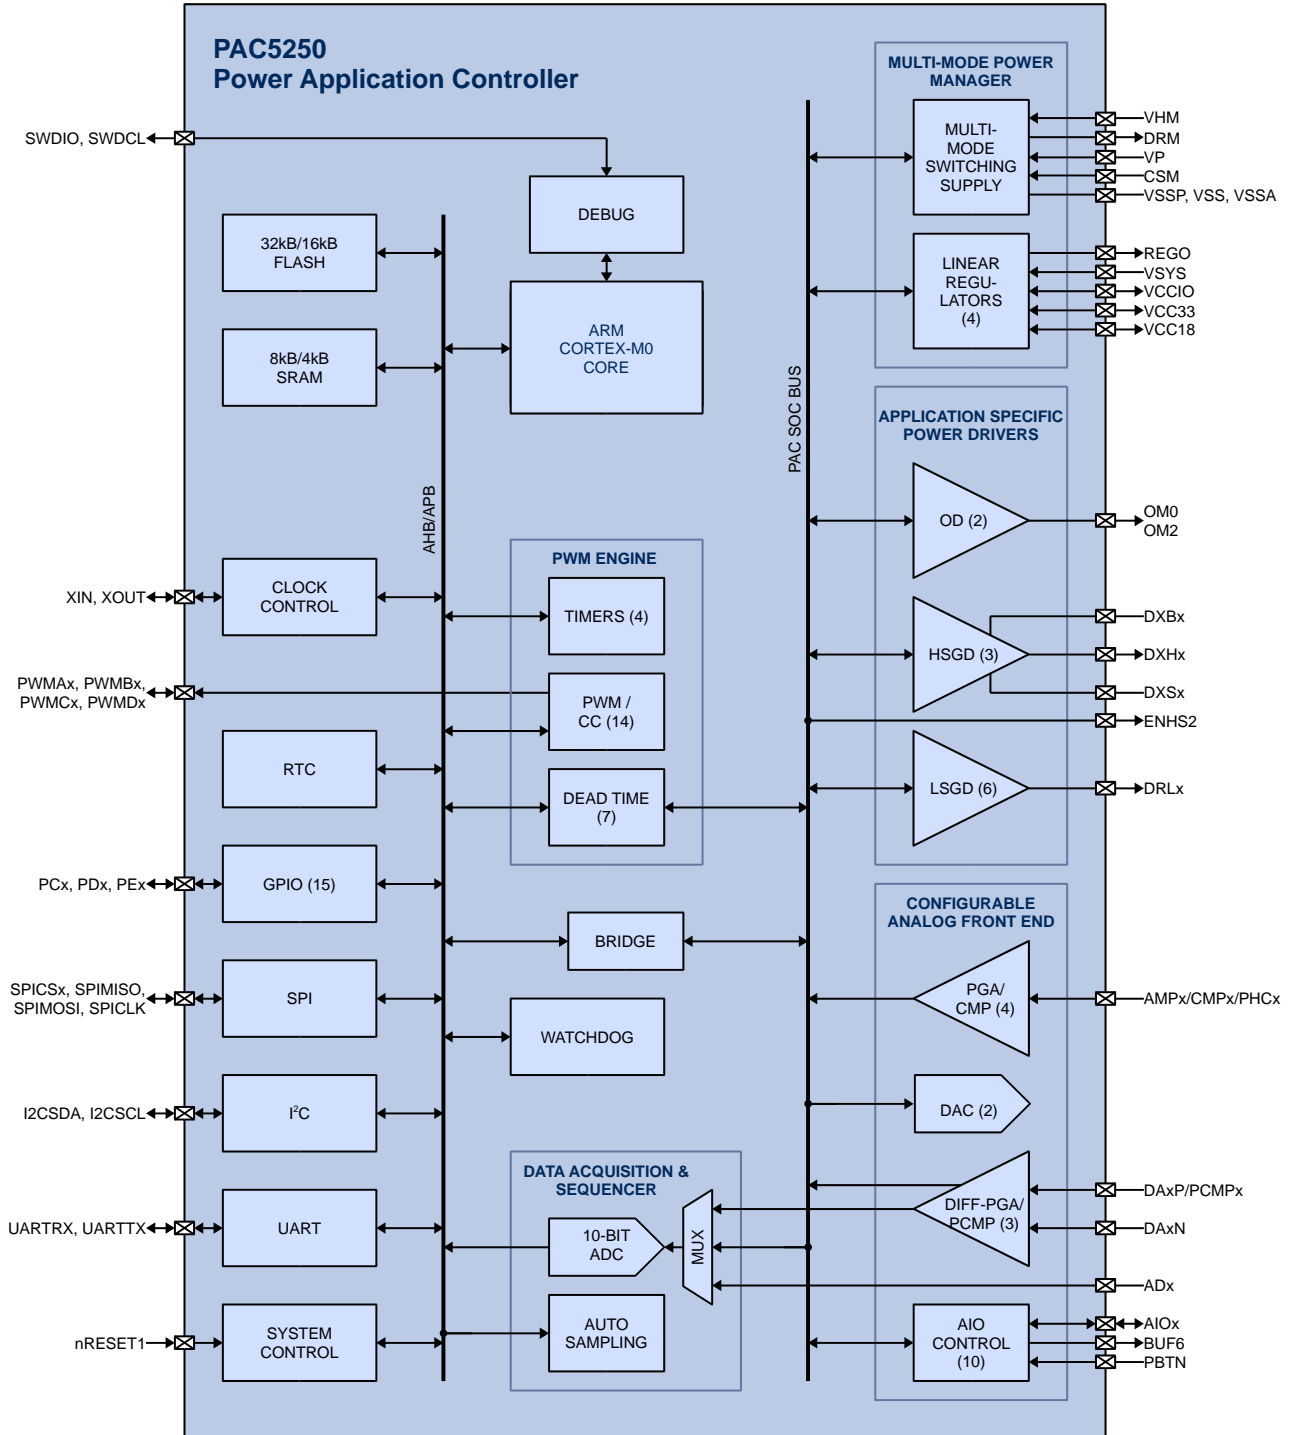 PAC5250
Power Application Controller
SWDIO, SWDCL
DEBUG
32kB/16kB
FLASH
ARM
CORTEX-M0
CORE
8kB/4kB
SRAM
AHB/APB
PAC SOC BUS
XIN, XOUT
CLOCK
CONTROL
PWM ENGINE
TIMERS (4)
PWMAx, PWMBx,
PWMCx, PWMDx
PWM /
CC (14)
RTC
DEAD TIME
(7)
PCx, PDx, PEx
GPIO (15)
BRIDGE
SPICSx, SPIMISO,
SPIMOSI, SPICLK
SPI
WATCHDOG
I2CSDA, I2CSCL
I²C
DATA ACQUISITION &
SEQUENCER
UARTRX, UARTTX
UART
10-BIT
ADC
MUX
nRESET1
SYSTEM
CONTROL
AUTO
SAMPLING
MULTI-MODE POWER
MANAGER
MULTI-
MODE
SWITCHING
SUPPLY
VHM
DRM
VP
CSM
VSSP, VSS, VSSA
LINEAR
REGU-
LATORS
(4)
REGO
VSYS
VCCIO
VCC33
VCC18
APPLICATION SPECIFIC
POWER DRIVERS
OD (2)
OM0
OM2
HSGD (3)
DXBx
DXHx
DXSx
ENHS2
LSGD (6)
DRLx
CONFIGURABLE
ANALOG FRONT END
PGA/
CMP (4)
AMPx/CMPx/PHCx
DAC (2)
DIFF-PGA/
PCMP (3)
DAxP/PCMPx
DAxN
ADx
AIO
CONTROL
(10)
AIOx
BUF6
PBTN